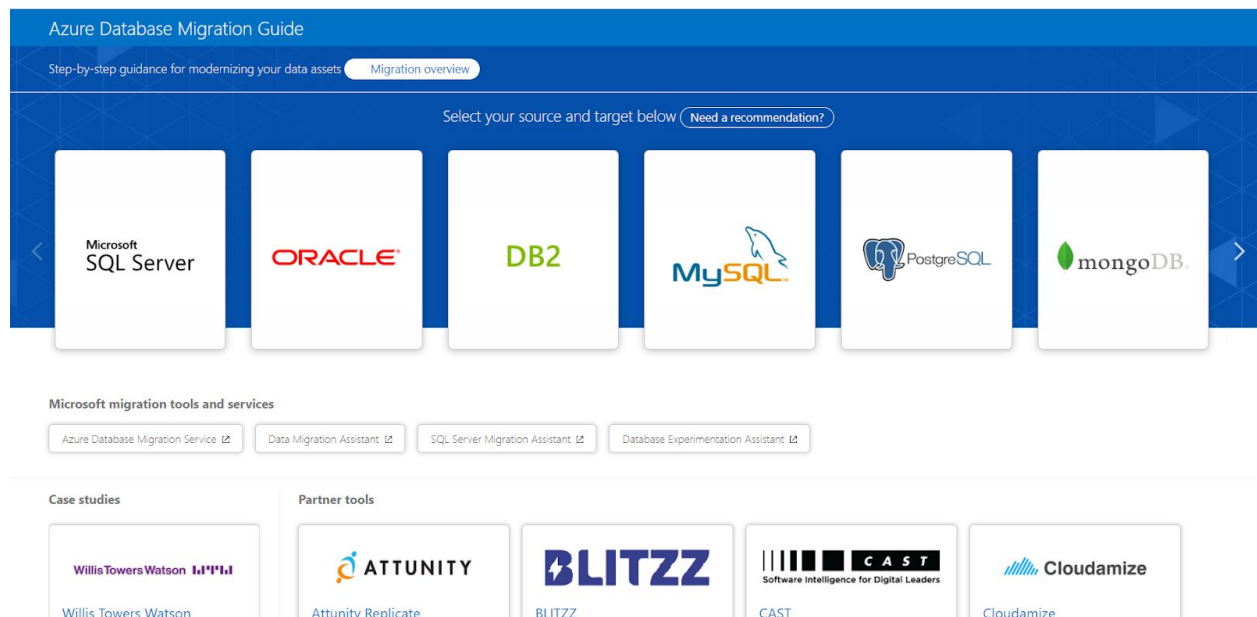 Azure Database Migration Guide
Step-by-step guidance for modernizing your data assets Migration overview
Select your source and target below Need a recommendation?
Microsoft
SQL Server
ORACLE
DB2
MySQL
PostgreSQL
mongoDB
Microsoft migration tools and services
Azure Database Migration Service
Data Migration Assistant
SQL Server Migration Assistant
Database Experimentation Assistant
Case studies
Partner tools
WillisTowersWatson
Willis Towers Watson
ATTUNITY
Attunity Replicate
BLITZZ
BLITZZ
CAST
Software Intelligence for Digital Leaders
CAST
Cloudamize
Cloudamize